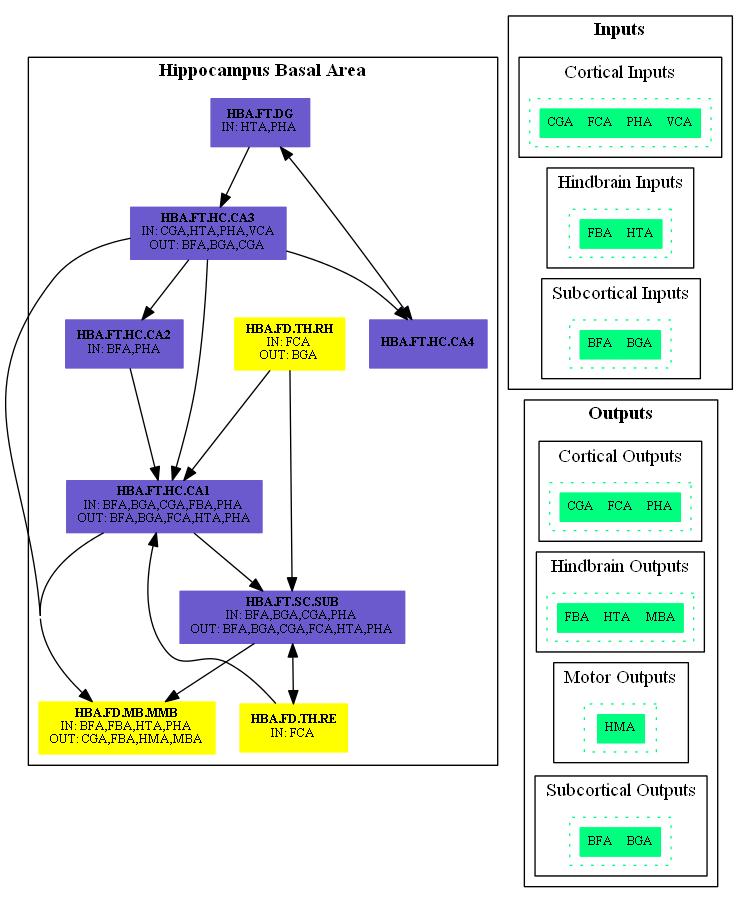 Hippocampus Basal Area
HBA.FT.DG
IN: HTA,PHA
HBA.FT.HC.CA3
IN: CGA,HTA,PHA,VCA
OUT: BFA,BGA,CGA
HBA.FT.HC.CA2
IN: BFA,PHA
HBA.FD.TH.RH
IN: FCA
OUT: BGA
HBA.FT.HC.CA4
HBA.FT.HC.CA1
IN: BFA,BGA,CGA,FBA,PHA
OUT: BFA,BGA,FCA,HTA,PHA
HBA.FT.SC.SUB
IN: BFA,BGA,CGA,PHA
OUT: BFA,BGA,CGA,FCA,HTA,PHA
HBA.FD.MB.MMB
IN: BFA,FBA,HTA,PHA
OUT: CGA,FBA,HMA,MBA
HBA.FD.TH.RE
IN: FCA
Inputs
Cortical Inputs
CGA FCA PHA VCA
Hindbrain Inputs
FBA HTA
Subcortical Inputs
BFA BGA
Outputs
Cortical Outputs
CGA FCA PHA
Hindbrain Outputs
FBA HTA MBA
Motor Outputs
HMA
Subcortical Outputs
BFA BGA